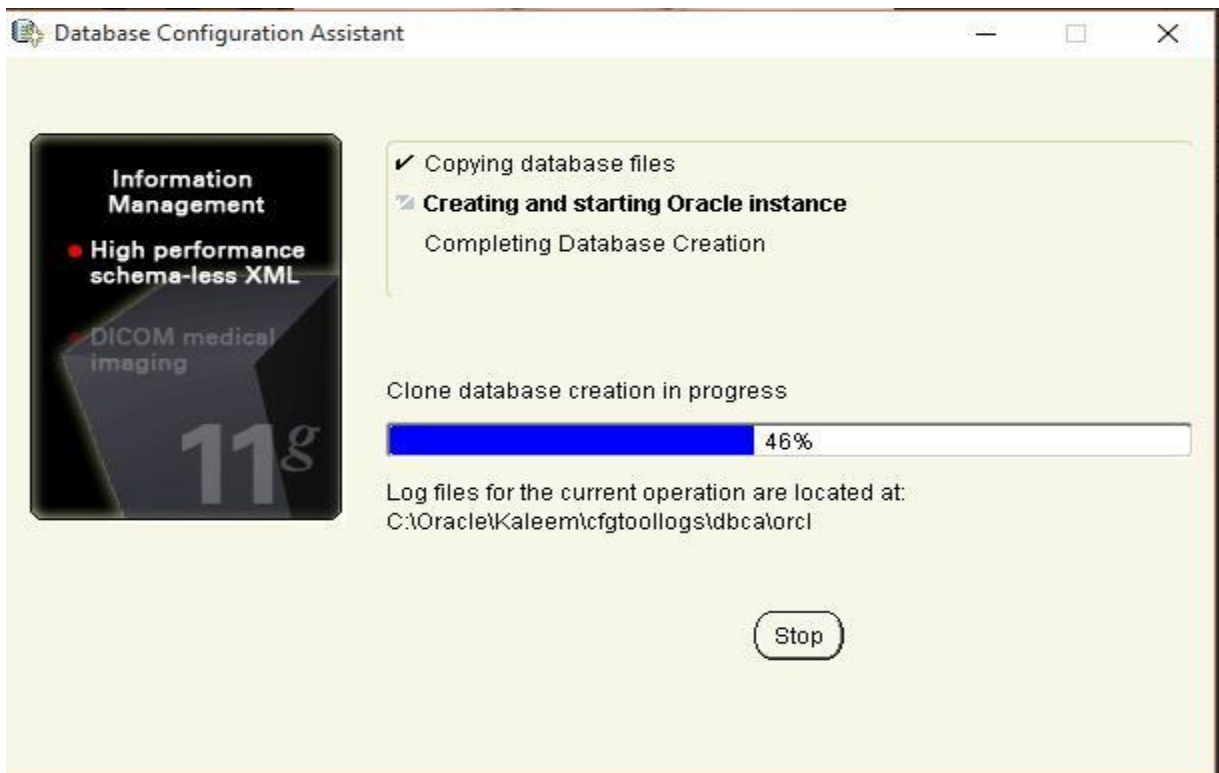 Database Configuration Assistant
Information
Management
High performance
schema-less XML
DICOM medical
imaging
11g
Copying database files
Creating and starting Oracle instance
Completing Database Creation
Clone database creation in progress
46%
Log files for the current operation are located at:
C:\Oracle\Kaleem\cfgtoollogs\dbca\orcl
Stop